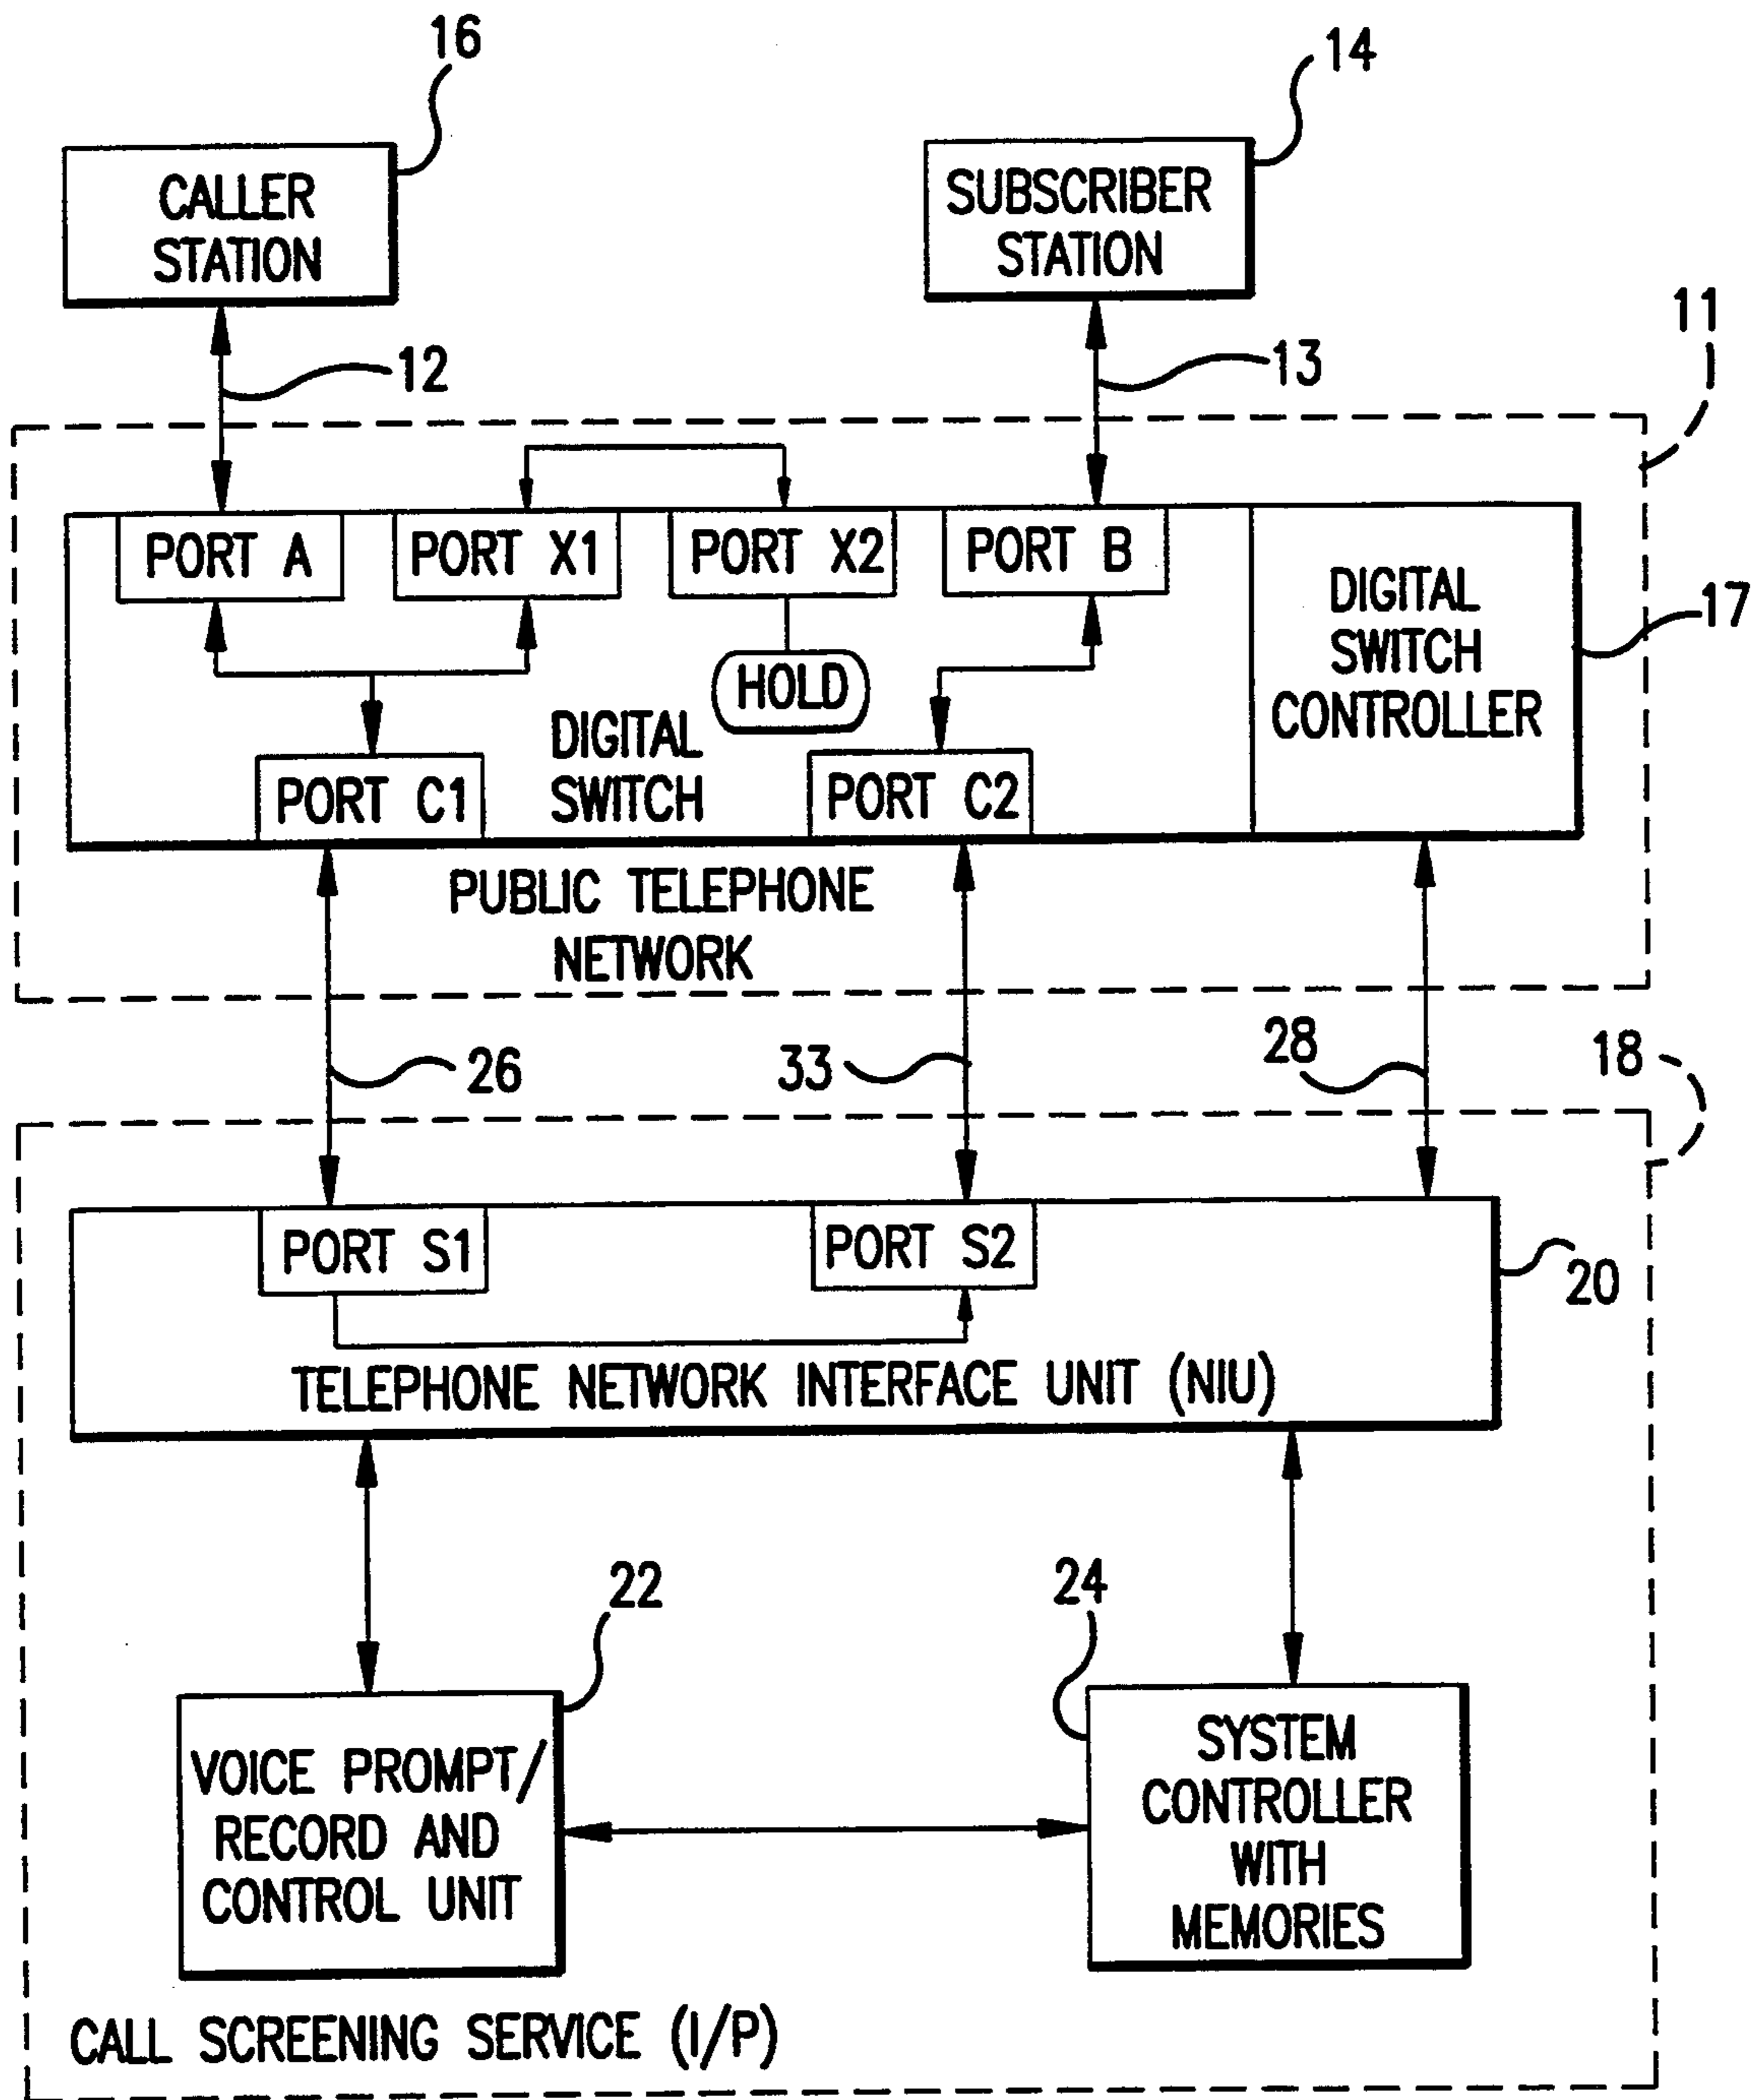 16
14
CALLER
STATION
SUBSCRIBER
STATION
11
12
13
PORT A
PORT X1
PORT X2
PORT B
DIGITAL
SWITCH
CONTROLLER
17
HOLD
DIGITAL
SWITCH
PORT C1
PORT C2
PUBLIC TELEPHONE
NETWORK
26
33
28
18
PORT S1
PORT S2
20
TELEPHONE NETWORK INTERFACE UNIT (NIU)
22
24
VOICE PROMPT/
RECORD AND
CONTROL UNIT
SYSTEM
CONTROLLER
WITH
MEMORIES
CALL SCREENING SERVICE (I/P)